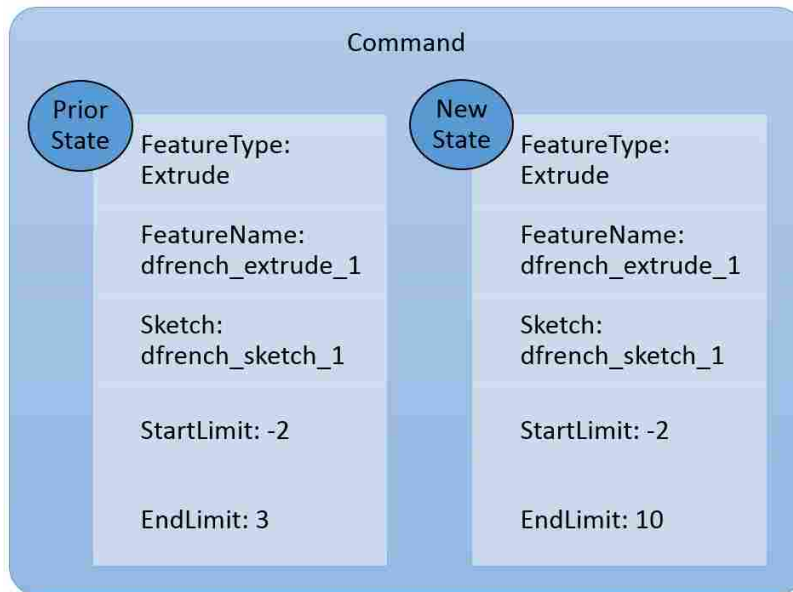 Command
Prior
State
FeatureType:
Extrude
FeatureName:
dfrench_extrude_1
Sketch:
dfrench_sketch_1
StartLimit: -2
EndLimit: 3
New
State
FeatureType:
Extrude
FeatureName:
dfrench_extrude_1
Sketch:
dfrench_sketch_1
StartLimit: -2
EndLimit: 10